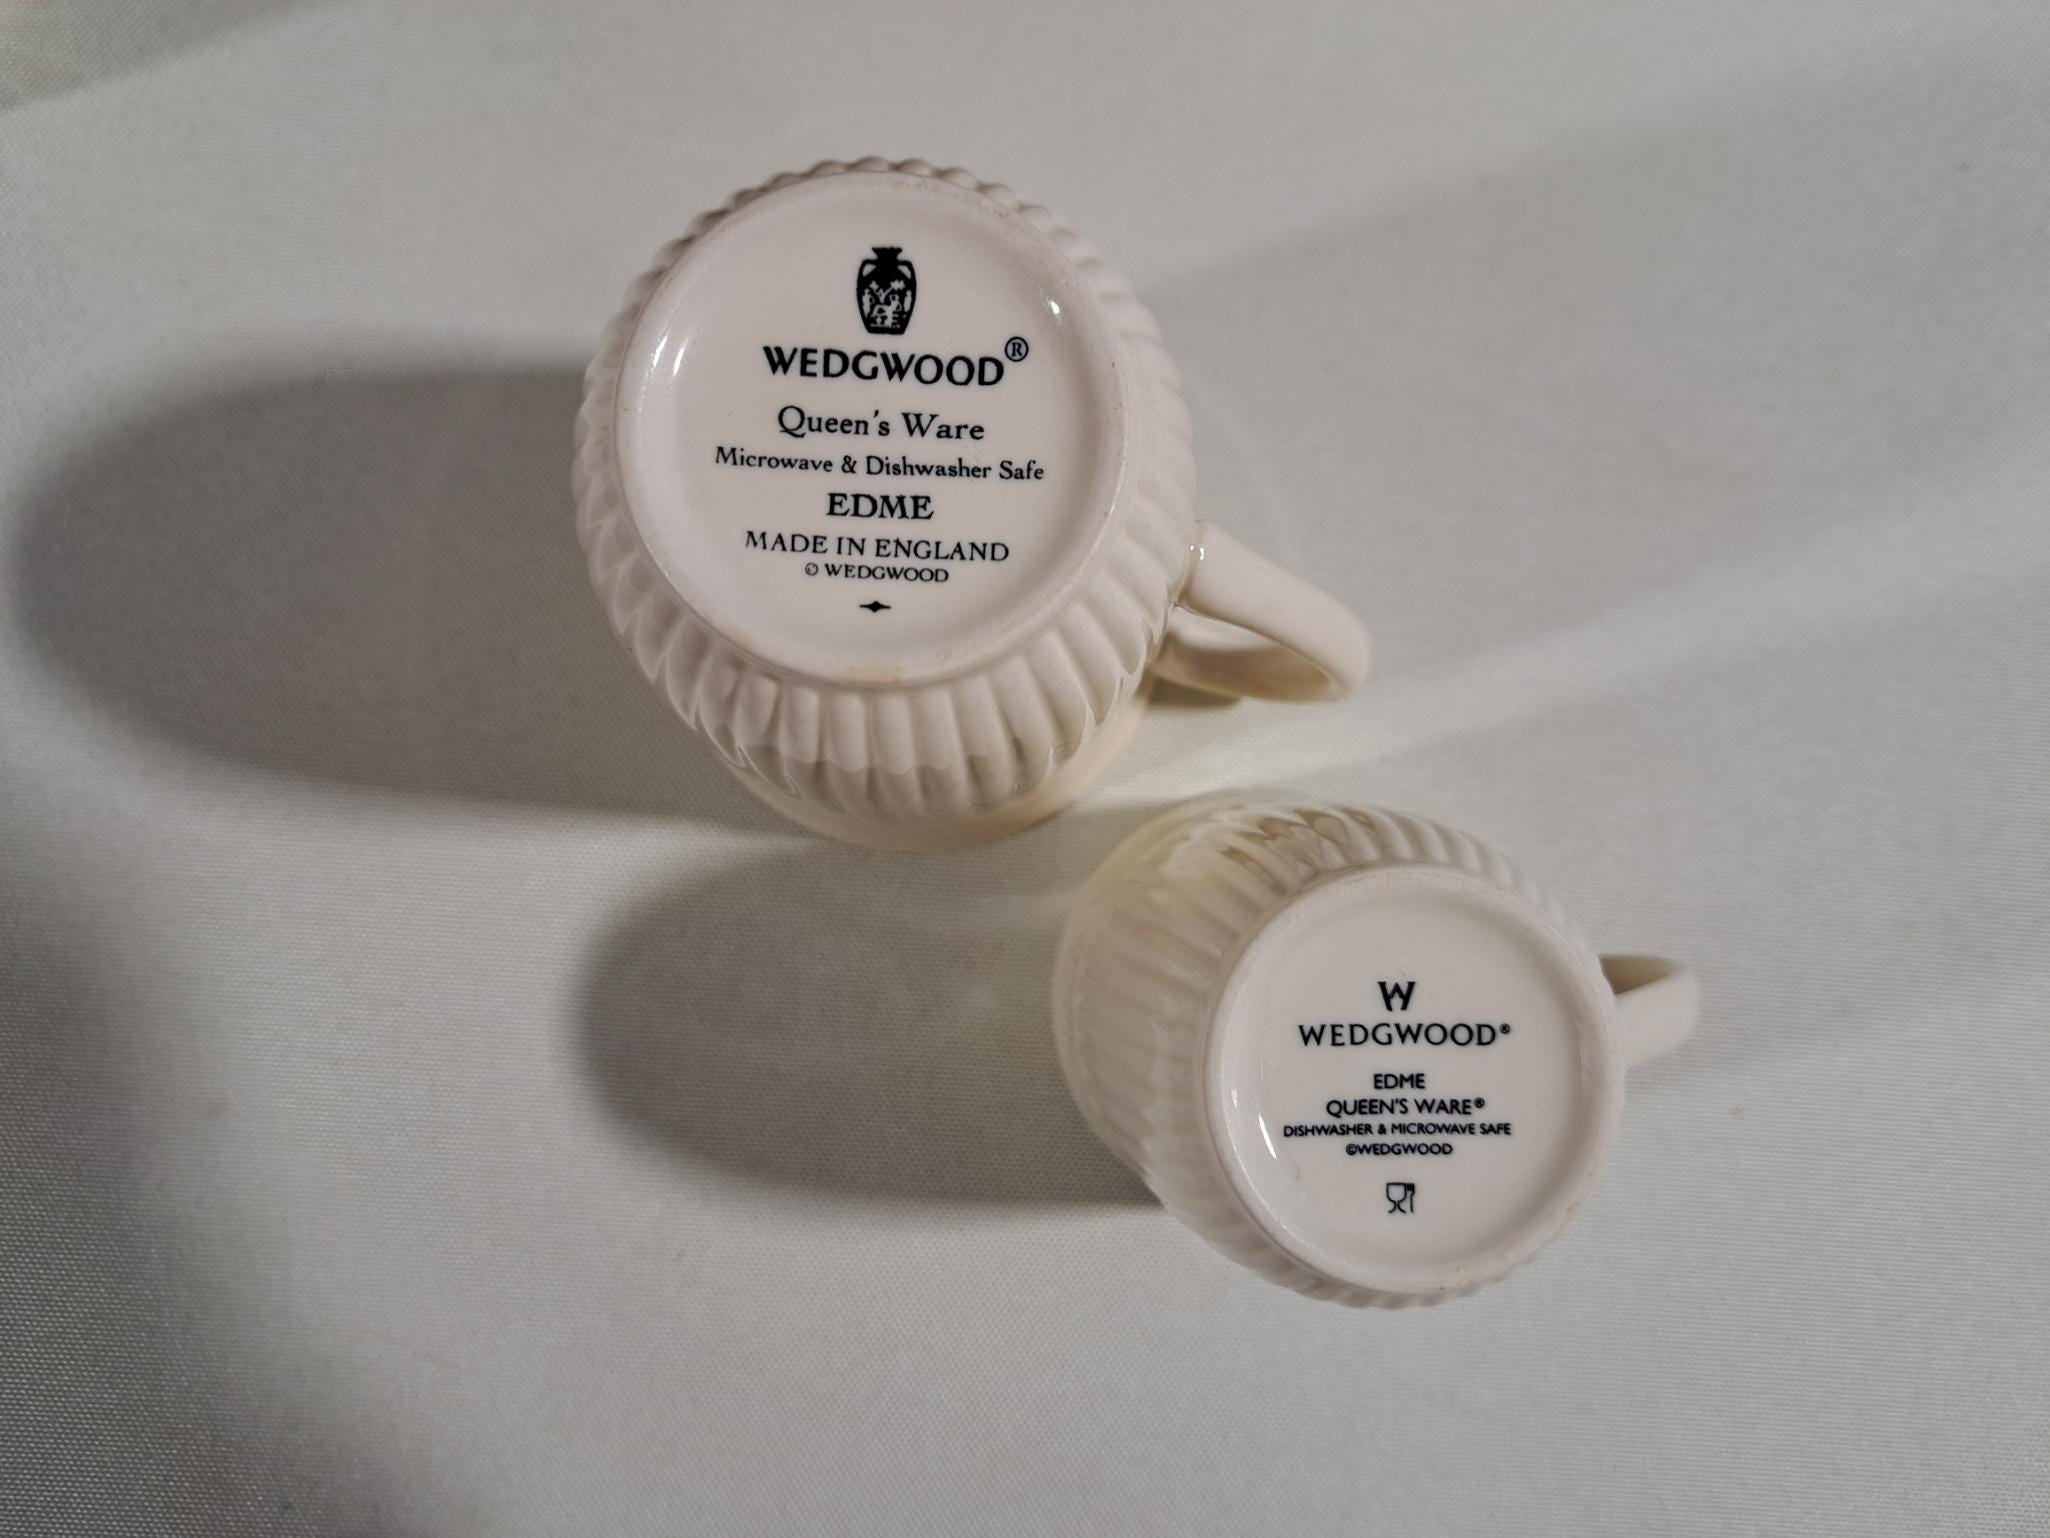 WEDGWOOD®
Queen's Ware
Microwave & Dishwasher Safe
EDME
MADE IN ENGLAND
© WEDGWOOD
W
WEDGWOOD®
EDME
QUEEN'S WARE®
DISHWASHER & MICROWAVE SAFE
©WEDGWOOD